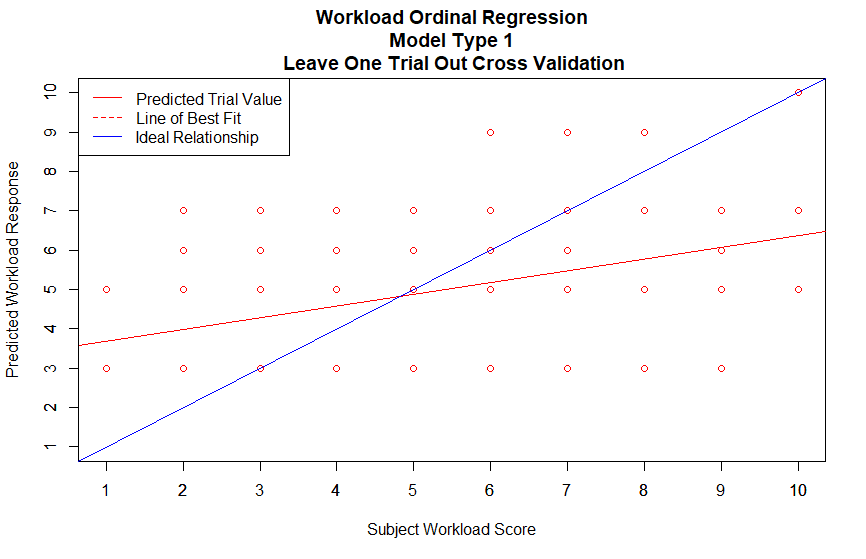 Workload Ordinal Regression
Model Type 1
Leave One Trial Out Cross Validation
Predicted Trial Value
Line of Best Fit
Ideal Relationship
Predicted Workload Response
10
9
8
7
6
5
4
3
2
1
1 2 3 4 5 6 7 8 9 10
Subject Workload Score